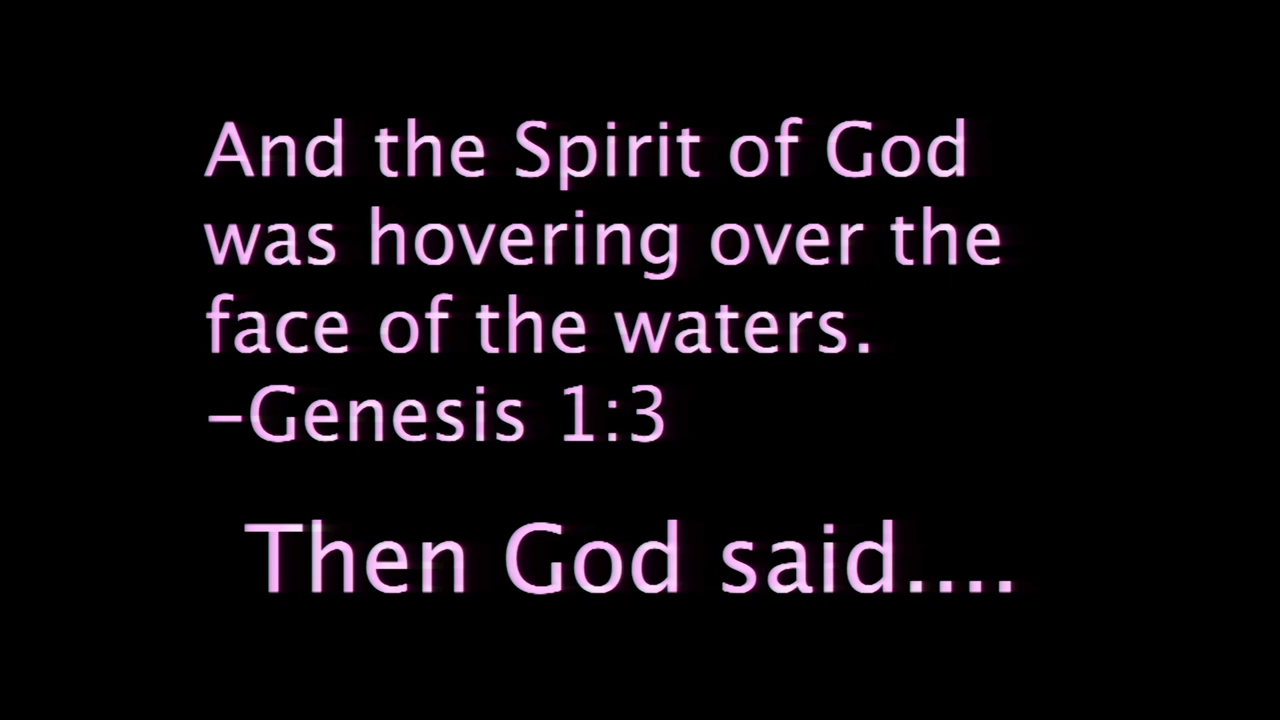 And the Spirit of God
was hovering over the
face of the waters.
-Genesis 1:3
Then God said....